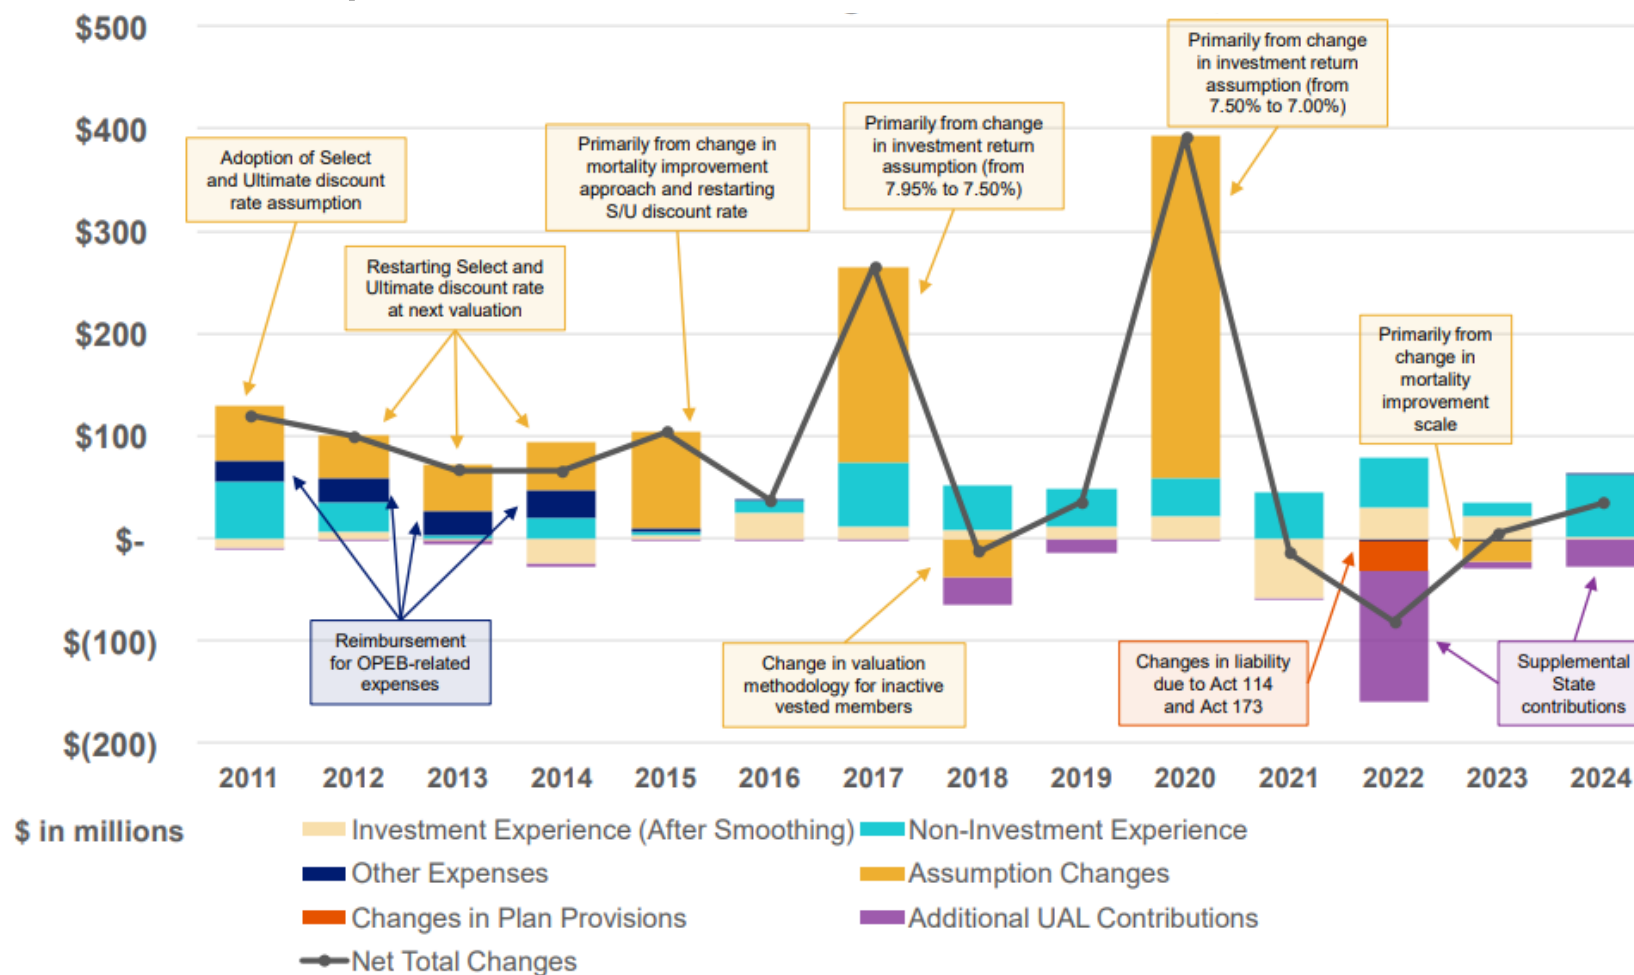 $500
$400
$300
$200
$100
$-
$(100)
$(200)
Adoption of Select
and Ultimate discount
rate assumption
Restarting Select and
Ultimate discount rate
at next valuation
Primarily from change in
mortality improvement
approach and restarting
S/U discount rate
Primarily from change
in investment return
assumption (from
7.95% to 7.50%)
Primarily from change
in investment return
assumption (from
7.50% to 7.00%)
Primarily from
change in
mortality
improvement
scale
Reimbursement
for OPEB-related
expenses
Change in valuation
methodology for inactive
vested members
Changes in liability
due to Act 114
and Act 173
Supplemental
State
contributions
2011 2012 2013 2014 2015 2016 2017 2018 2019 2020 2021 2022 2023 2024
$ in millions
Investment Experience (After Smoothing) Non-Investment Experience
Other Expenses Assumption Changes
Changes in Plan Provisions Additional UAL Contributions
Net Total Changes